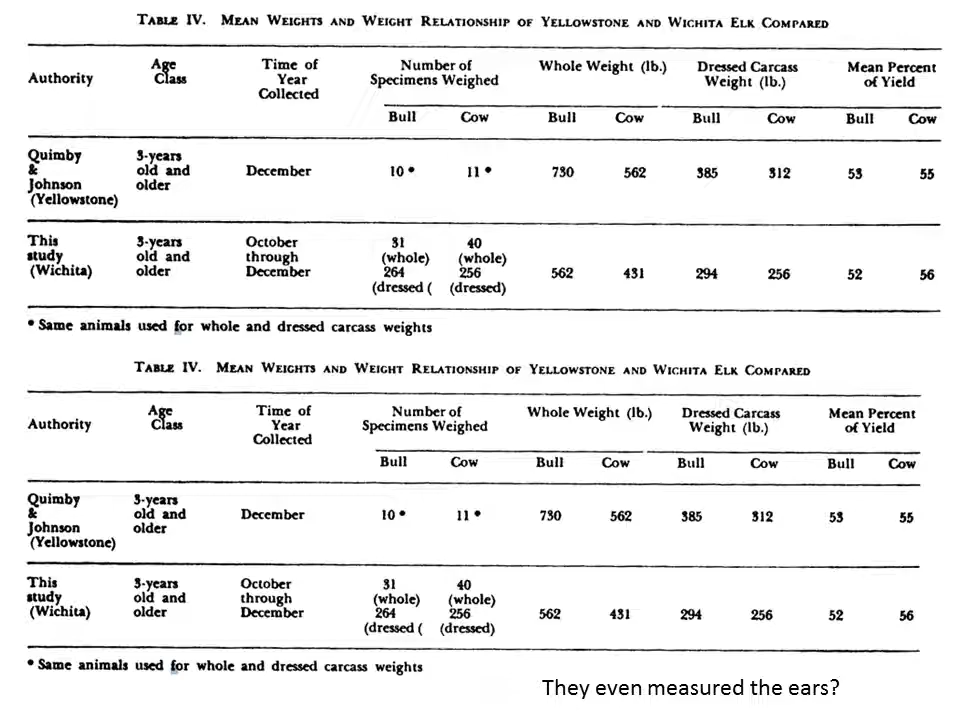 TABLE IV. MEAN WEIGHTS AND WEIGHT RELATIONSHIP OF YELLOWSTONE AND WICHITA ELK COMPARED
Authority Age Class Time of Year Collected Number of Specimens Weighed Whole Weight (lb.) Dressed Carcass Weight (lb.) Mean Percent of Yield
Bull Cow Bull Cow Bull Cow Bull Cow
Quimby & Johnson (Yellowstone) 3-years old and older December 10* 11* 730 562 385 312 53 55
This study (Wichita) 3-years old and older October through December 31 (whole) 264 (dressed ( 40 (whole) 256 (dressed) 562 431 294 256 52 56
* Same animals used for whole and dressed carcass weights
TABLE IV. MEAN WEIGHTS AND WEIGHT RELATIONSHIP OF YELLOWSTONE AND WICHITA ELK COMPARED
Authority Age Class Time of Year Collected Number of Specimens Weighed Whole Weight (lb.) Dressed Carcass Weight (lb.) Mean Percent of Yield
Bull Cow Bull Cow Bull Cow Bull Cow
Quimby & Johnson (Yellowstone) 3-years old and older December 10* 11* 730 562 385 312 53 55
This study (Wichita) 3-years old and older October through December 31 (whole) 264 (dressed ( 40 (whole) 256 (dressed) 562 431 294 256 52 56
* Same animals used for whole and dressed carcass weights
They even measured the ears?